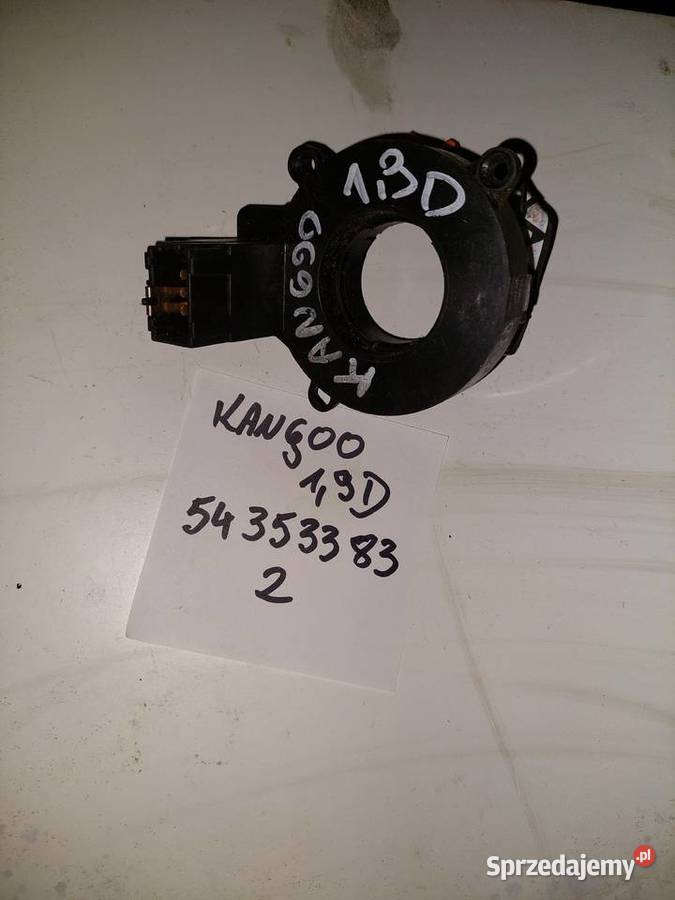 1,9D
KANGOO
KANGOO
1,9D
54353383
2
Sprzedajemy.pl